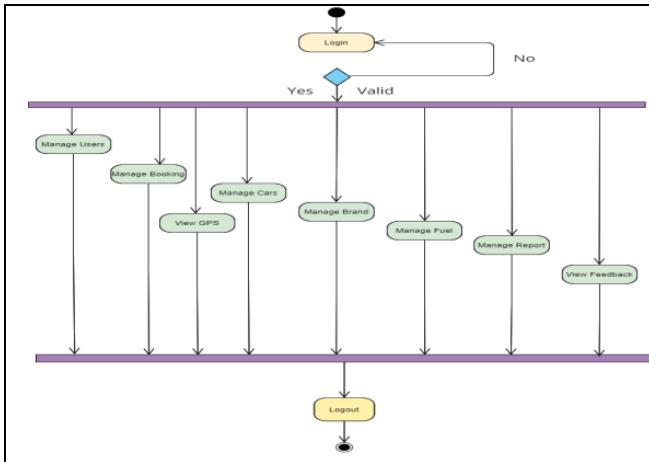 Login
No
Yes Valid
Manage Users
Manage Booking
Manage Cars
View GPS
Manage Brand
Manage Fuel
Manage Report
View Feedback
Logout